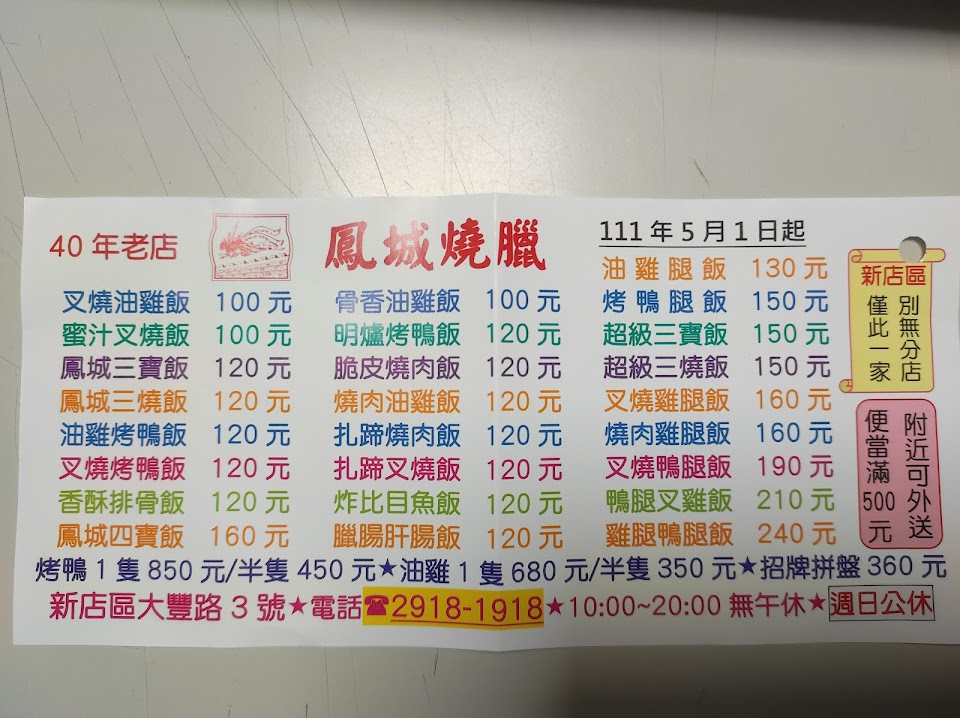 40年老店
鳳城燒臘
111年5月1日起
叉燒油雞飯 100元
蜜汁叉燒飯 100元
鳳城三寶飯 120元
鳳城三燒飯 120元
油雞烤鴨飯 120元
叉燒烤鴨飯 120元
香酥排骨飯 120元
鳳城四寶飯 160元
骨香油雞飯 100元
明爐烤鴨飯 120元
脆皮燒肉飯 120元
燒肉油雞飯 120元
扎蹄燒肉飯 120元
扎蹄叉燒飯 120元
炸比目魚飯 120元
臘腸肝腸飯 120元
油雞腿飯 130元
烤鴨腿飯 150元
超級三寶飯 150元
超級三燒飯 150元
叉燒雞腿飯 160元
燒肉雞腿飯 160元
叉燒鴨腿飯 190元
鴨腿叉雞飯 210元
雞腿鴨腿飯 240元
新店區
別無分店
僅此一家
附近可外送
便當滿500元
烤鴨1隻850元/半隻450元★油雞1隻680元/半隻350元★招牌拼盤360元
新店區大豐路3號★電話☎2918-1918★10:00~20:00無午休★週日公休